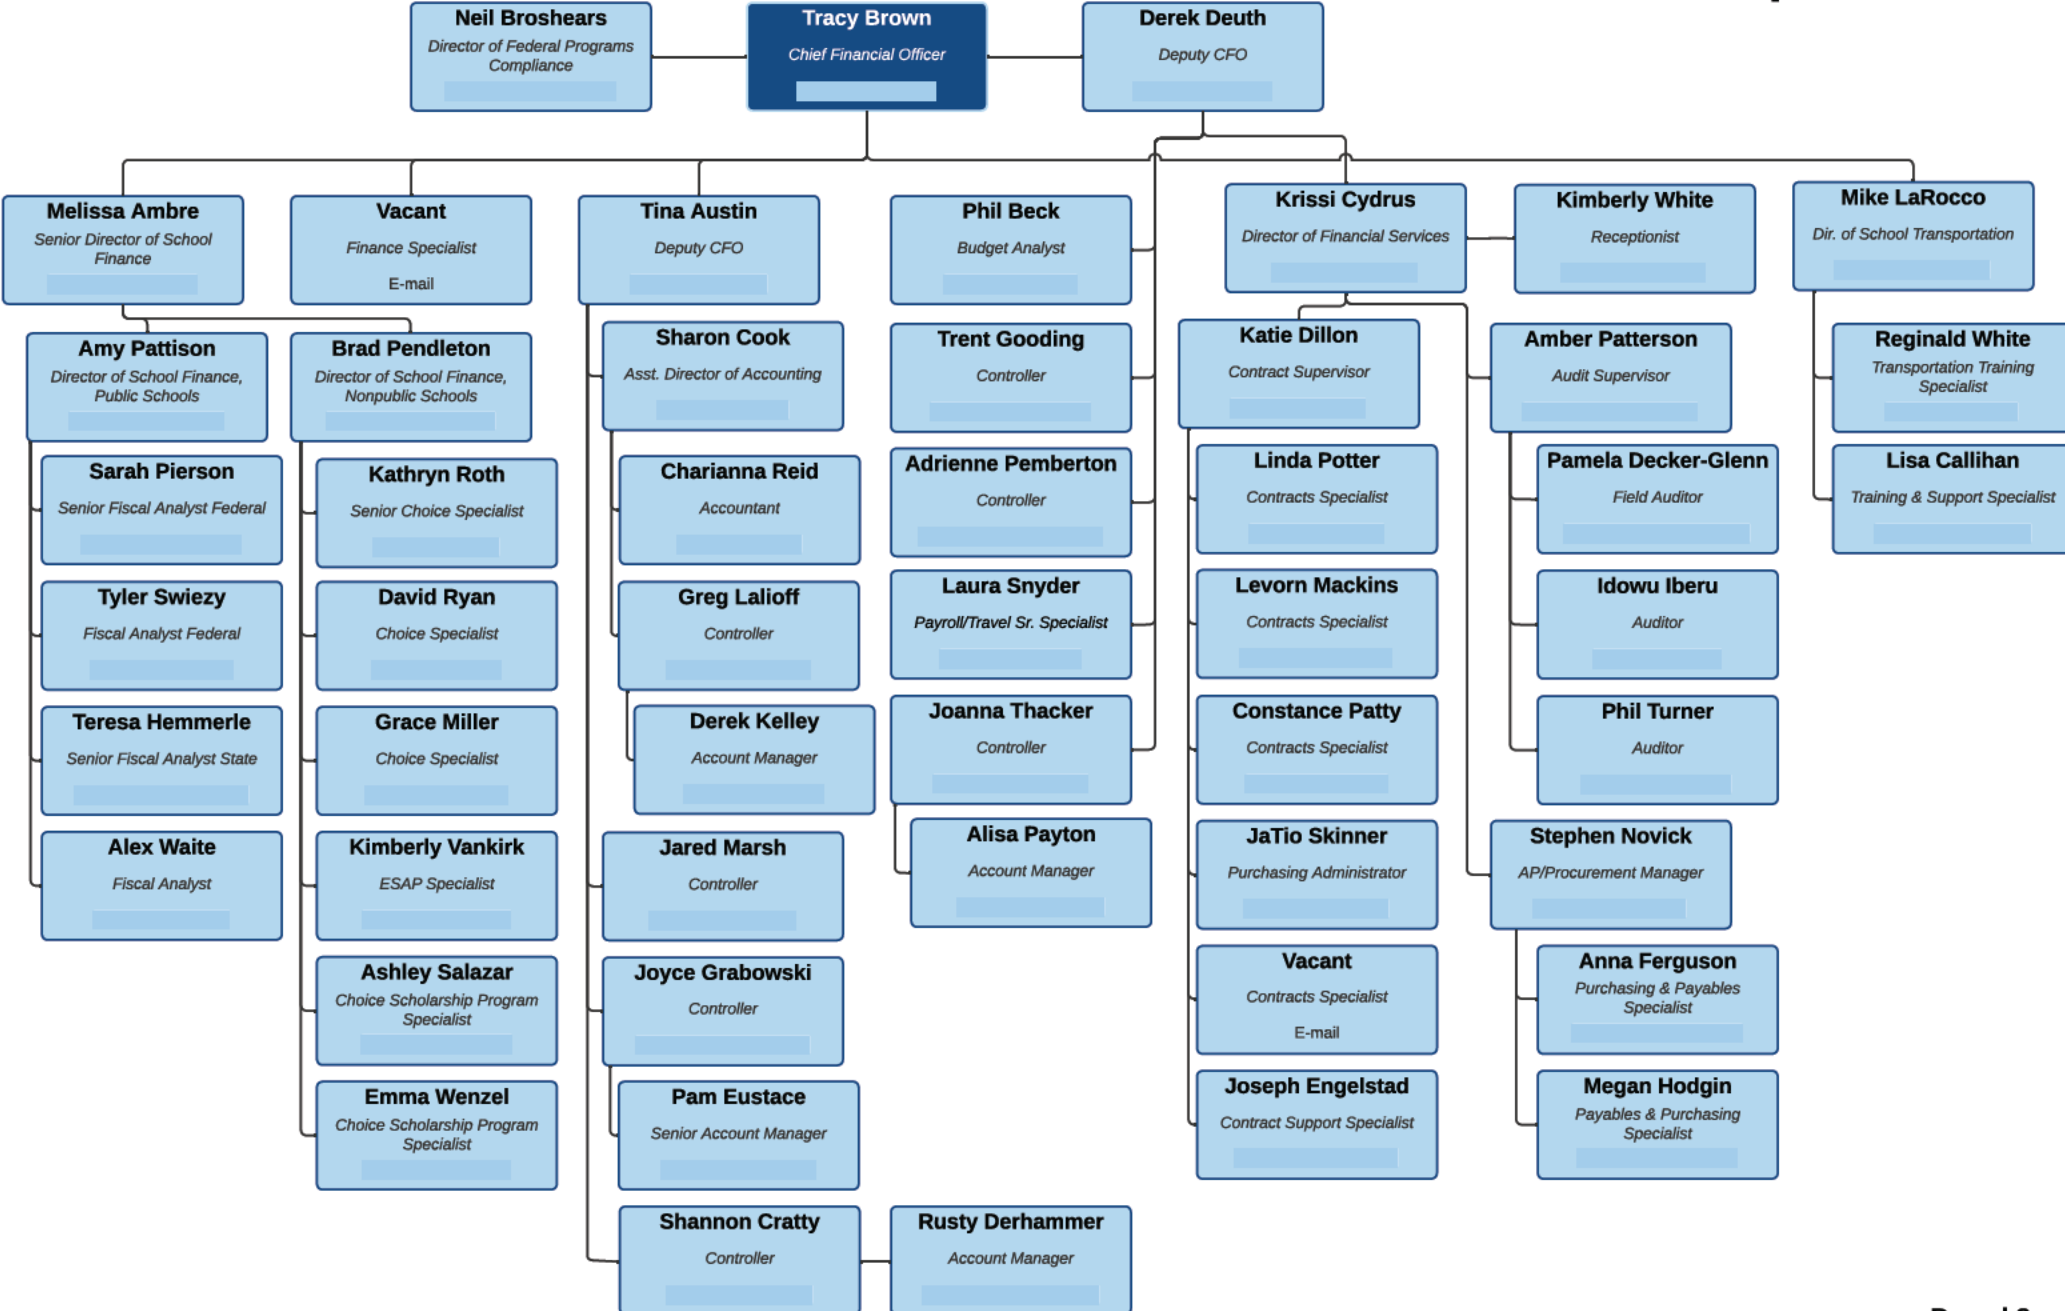 Neil Broshears
Director of Federal Programs
Compliance
Tracy Brown
Chief Financial Officer
Derek Deuth
Deputy CFO
Melissa Ambre
Senior Director of School
Finance
Vacant
Finance Specialist
E-mail
Tina Austin
Deputy CFO
Phil Beck
Budget Analyst
Krissi Cydrus
Director of Financial Services
Kimberly White
Receptionist
Mike LaRocco
Dir. of School Transportation
Amy Pattison
Director of School Finance,
Public Schools
Brad Pendleton
Director of School Finance,
Nonpublic Schools
Sharon Cook
Asst. Director of Accounting
Trent Gooding
Controller
Katie Dillon
Contract Supervisor
Amber Patterson
Audit Supervisor
Reginald White
Transportation Training
Specialist
Sarah Pierson
Senior Fiscal Analyst Federal
Kathryn Roth
Senior Choice Specialist
Charianna Reid
Accountant
Adrienne Pemberton
Controller
Linda Potter
Contracts Specialist
Pamela Decker-Glenn
Field Auditor
Lisa Callihan
Training & Support Specialist
Tyler Swiezy
Fiscal Analyst Federal
David Ryan
Choice Specialist
Greg Lalioff
Controller
Laura Snyder
Payroll/Travel Sr. Specialist
Levorn Mackins
Contracts Specialist
Idowu Iberu
Auditor
Teresa Hemmerle
Senior Fiscal Analyst State
Grace Miller
Choice Specialist
Derek Kelley
Account Manager
Joanna Thacker
Controller
Constance Patty
Contracts Specialist
Phil Turner
Auditor
Alex Waite
Fiscal Analyst
Kimberly Vankirk
ESAP Specialist
Jared Marsh
Controller
Alisa Payton
Account Manager
JaTio Skinner
Purchasing Administrator
Stephen Novick
AP/Procurement Manager
Ashley Salazar
Choice Scholarship Program
Specialist
Joyce Grabowski
Controller
Vacant
Contracts Specialist
E-mail
Anna Ferguson
Purchasing & Payables
Specialist
Emma Wenzel
Choice Scholarship Program
Specialist
Pam Eustace
Senior Account Manager
Joseph Engelstad
Contract Support Specialist
Megan Hodgin
Payables & Purchasing
Specialist
Shannon Cratty
Controller
Rusty Derhammer
Account Manager